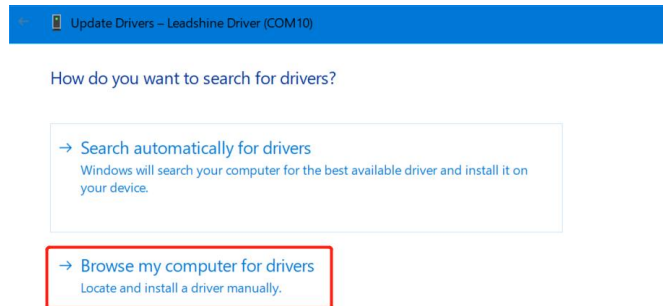 Update Drivers – Leadshine Driver (COM10)
How do you want to search for drivers?
→ Search automatically for drivers
Windows will search your computer for the best available driver and install it on
your device.
→ Browse my computer for drivers
Locate and install a driver manually.